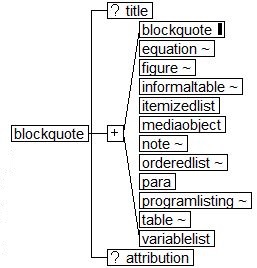 ? title
blockquote
equation ~
figure ~
informaltable ~
itemizedlist
mediaobject
blockquote
+
note ~
orderedlist ~
para
programlisting ~
table ~
variablelist
? attribution